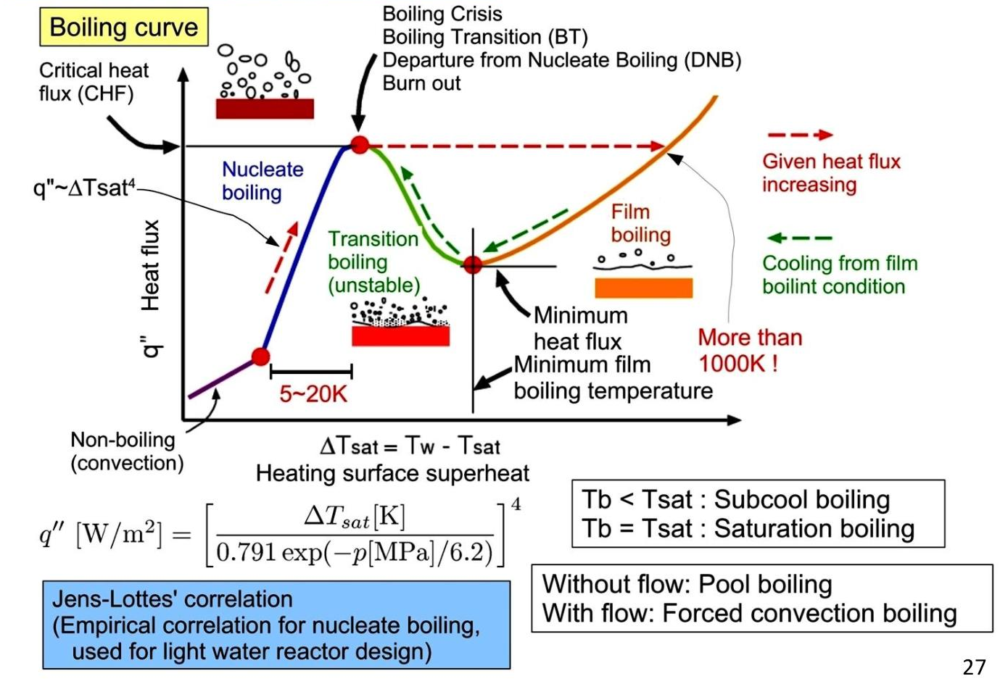 Boiling curve
Boiling Crisis
Boiling Transition (BT)
Departure from Nucleate Boiling (DNB)
Burn out
Critical heat
flux (CHF)
q"~ΔTsat⁴
Nucleate
boiling
Transition
boiling
(unstable)
Film
boiling
Given heat flux
increasing
Cooling from film
boilint condition
Minimum
heat flux
Minimum film
boiling temperature
More than
1000K !
5~20K
q" Heat flux
Non-boiling
(convection)
ΔTsat = Tw - Tsat
Heating surface superheat
q″ [W/m²] = [ΔT_sat[K] / 0.791 exp(−p[MPa]/6.2)]⁴
Tb < Tsat : Subcool boiling
Tb = Tsat : Saturation boiling
Without flow: Pool boiling
With flow: Forced convection boiling
Jens-Lottes' correlation
(Empirical correlation for nucleate boiling,
used for light water reactor design)
27